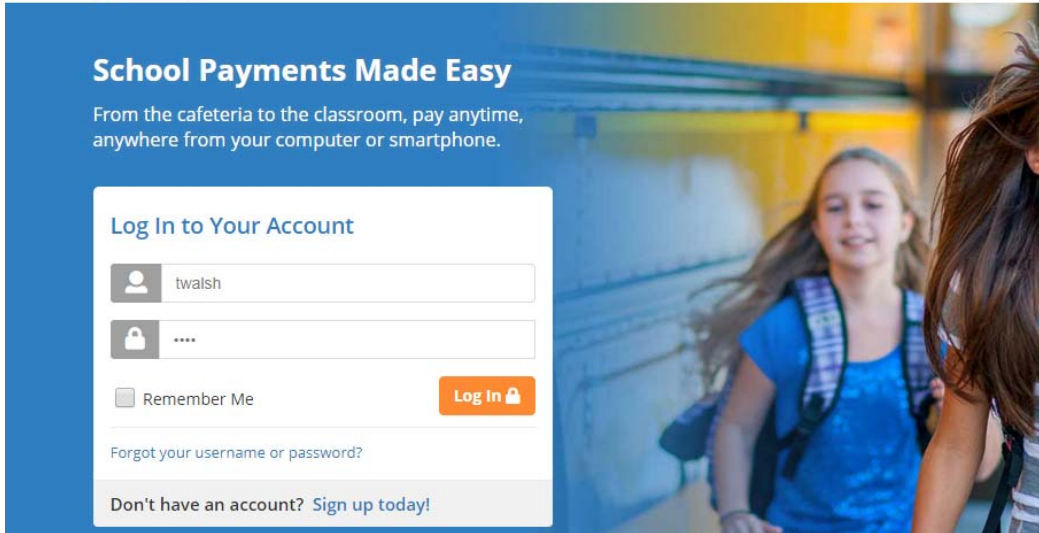 School Payments Made Easy
From the cafeteria to the classroom, pay anytime,
anywhere from your computer or smartphone.
Log In to Your Account
twalsh
••••
Remember Me
Log In
Forgot your username or password?
Don't have an account? Sign up today!